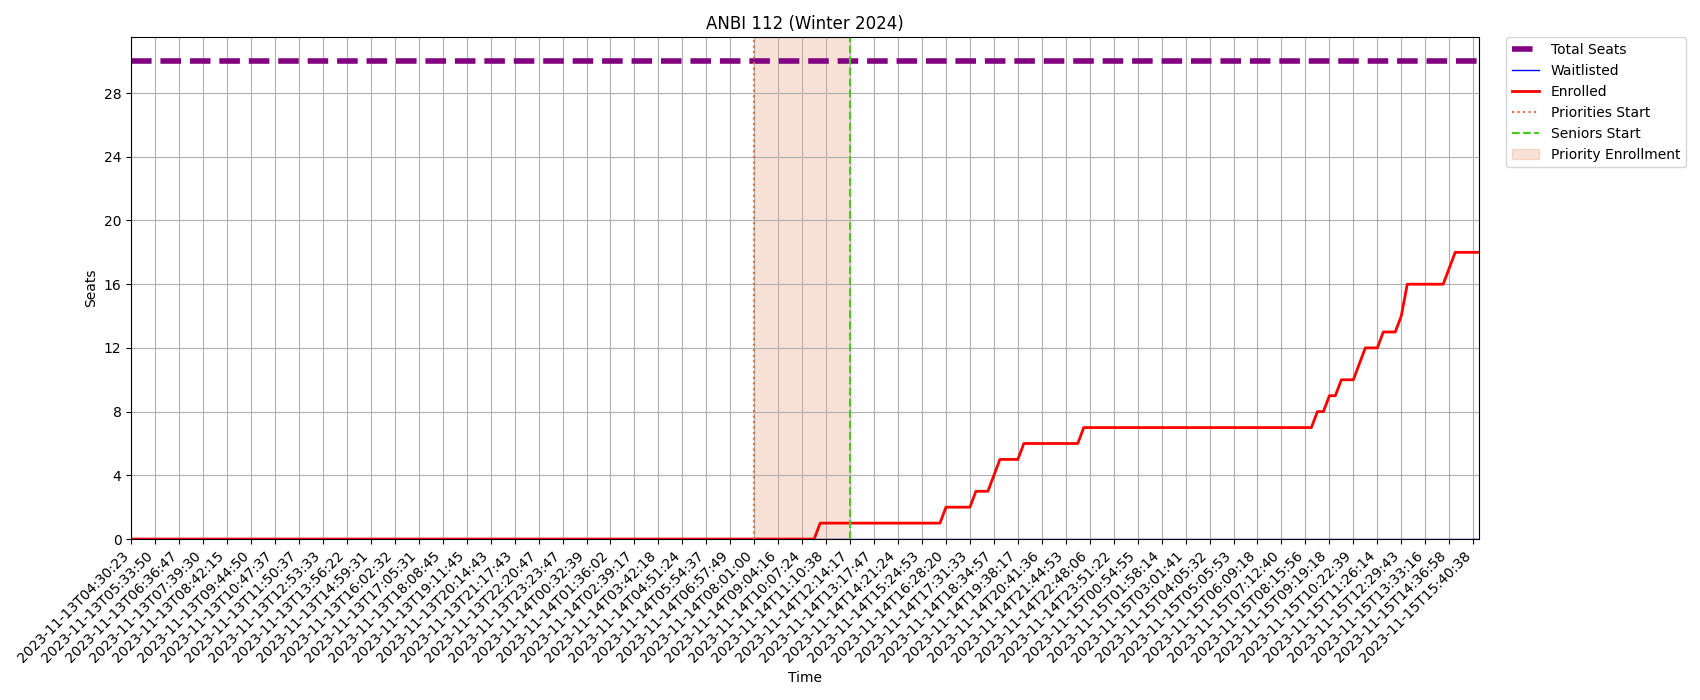 ANBI 112 (Winter 2024)
Total Seats
Waitlisted
Enrolled
Priorities Start
Seniors Start
Priority Enrollment
28
24
20
16
12
8
4
0
Seats
2023-11-13T04:30:23
2023-11-13T05:33:50
2023-11-13T06:36:47
2023-11-13T07:39:30
2023-11-13T08:42:15
2023-11-13T09:44:50
2023-11-13T10:47:37
2023-11-13T11:50:37
2023-11-13T12:53:33
2023-11-13T13:56:22
2023-11-13T14:59:31
2023-11-13T16:02:32
2023-11-13T17:05:31
2023-11-13T18:08:45
2023-11-13T19:11:45
2023-11-13T20:14:43
2023-11-13T21:17:43
2023-11-13T22:20:47
2023-11-13T23:23:47
2023-11-14T00:32:39
2023-11-14T01:36:02
2023-11-14T02:39:17
2023-11-14T03:42:18
2023-11-14T04:51:24
2023-11-14T05:54:37
2023-11-14T06:57:49
2023-11-14T08:01:00
2023-11-14T09:04:16
2023-11-14T10:07:24
2023-11-14T11:10:38
2023-11-14T12:14:17
2023-11-14T13:17:47
2023-11-14T14:21:24
2023-11-14T15:24:53
2023-11-14T16:28:20
2023-11-14T17:31:33
2023-11-14T18:34:57
2023-11-14T19:38:17
2023-11-14T20:41:36
2023-11-14T21:44:53
2023-11-14T22:48:06
2023-11-14T23:51:22
2023-11-15T00:54:55
2023-11-15T01:58:14
2023-11-15T03:01:41
2023-11-15T04:05:32
2023-11-15T05:05:53
2023-11-15T06:09:18
2023-11-15T07:12:40
2023-11-15T08:15:56
2023-11-15T09:19:18
2023-11-15T10:22:39
2023-11-15T11:26:14
2023-11-15T12:29:43
2023-11-15T13:33:16
2023-11-15T14:36:58
2023-11-15T15:40:38
Time